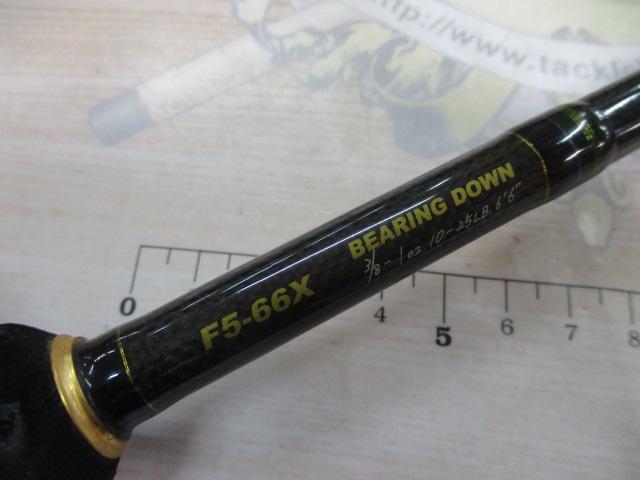 http://www.tackle
BEARING DOWN
3/8-1oz. 10-25LB. 6'6"
F5-66X
0 4 5 6 7 8